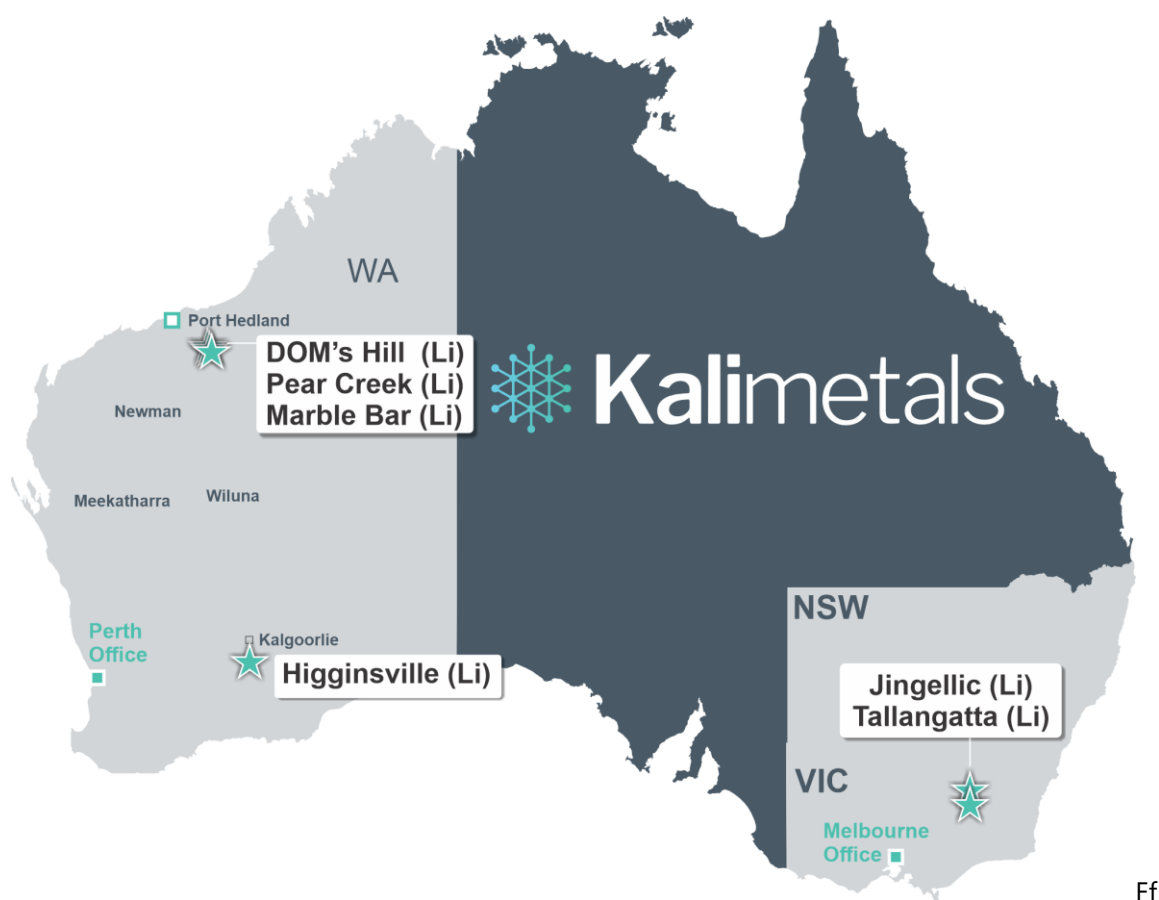 WA
Port Hedland
DOM's Hill (Li)
Pear Creek (Li)
Marble Bar (Li)
Kalimetals
Newman
Meekatharra
Wiluna
Perth
Office
Kalgoorlie
Higginsville (Li)
NSW
Jingellic (Li)
Tallangatta (Li)
VIC
Melbourne
Office
Ff